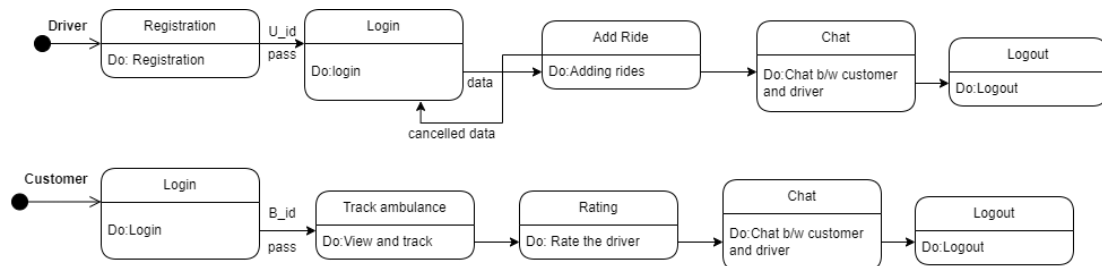 Driver
Registration
Do: Registration
U_id
pass
Login
Do:login
data
cancelled data
Add Ride
Do:Adding rides
Chat
Do:Chat b/w customer
and driver
Logout
Do:Logout
Customer
Login
Do:Login
B_id
pass
Track ambulance
Do:View and track
Rating
Do: Rate the driver
Chat
Do:Chat b/w customer
and driver
Logout
Do:Logout